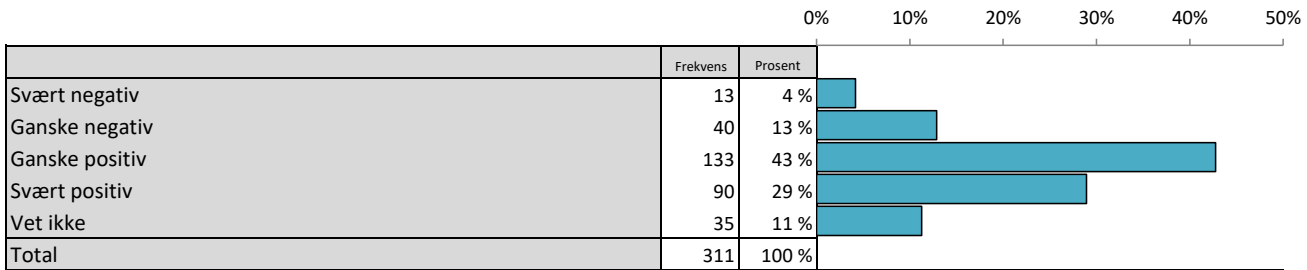 0% 10% 20% 30% 40% 50%
Frekvens Prosent
Svært negativ 13 4 %
Ganske negativ 40 13 %
Ganske positiv 133 43 %
Svært positiv 90 29 %
Vet ikke 35 11 %
Total 311 100 %